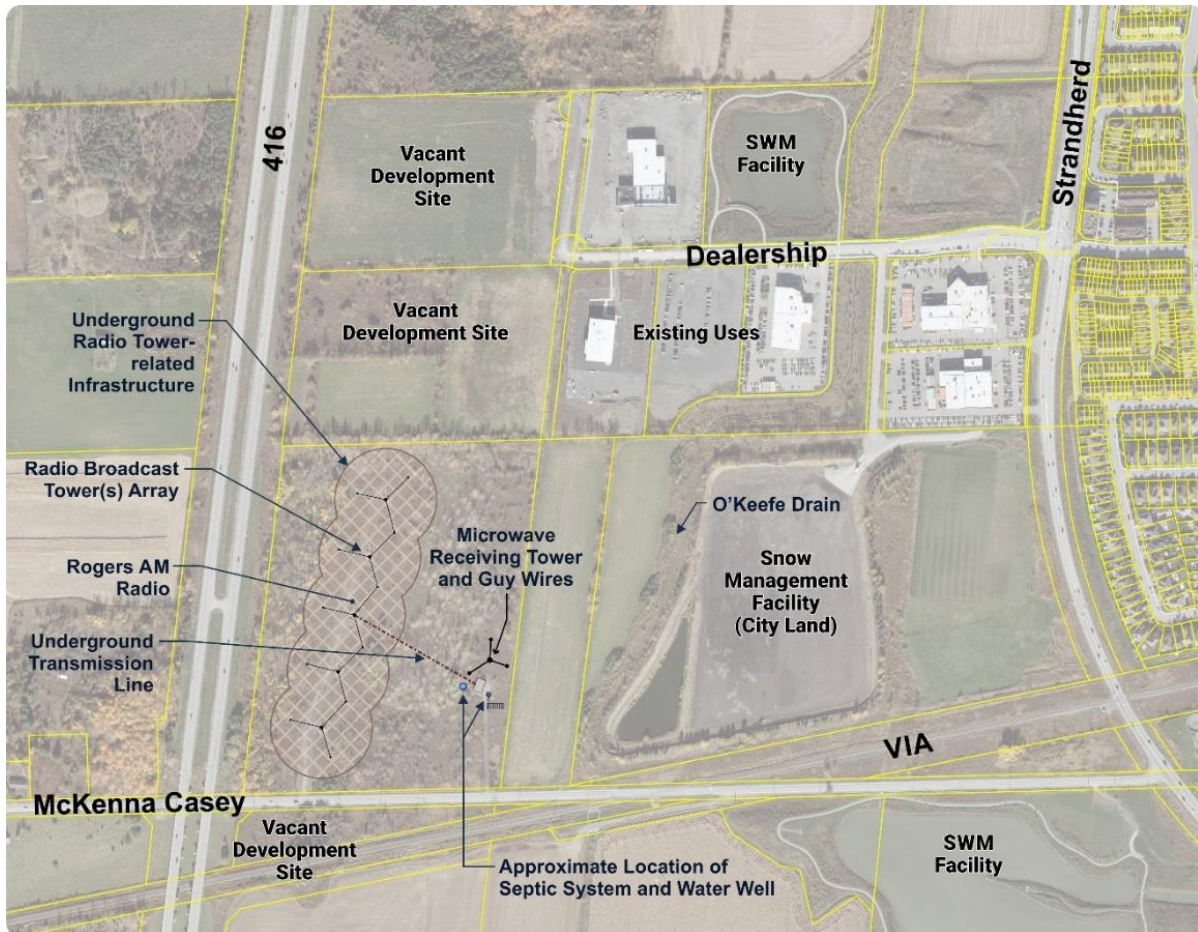 416
Strandherd
Vacant
Development
Site
SWM
Facility
Dealership
Vacant
Development Site
Existing Uses
Underground
Radio Tower-
related
Infrastructure
Radio Broadcast
Tower(s) Array
Rogers AM
Radio
Underground
Transmission
Line
Microwave
Receiving Tower
and Guy Wires
O'Keefe Drain
Snow
Management
Facility
(City Land)
VIA
McKenna Casey
Vacant
Development
Site
Approximate Location of
Septic System and Water Well
SWM
Facility